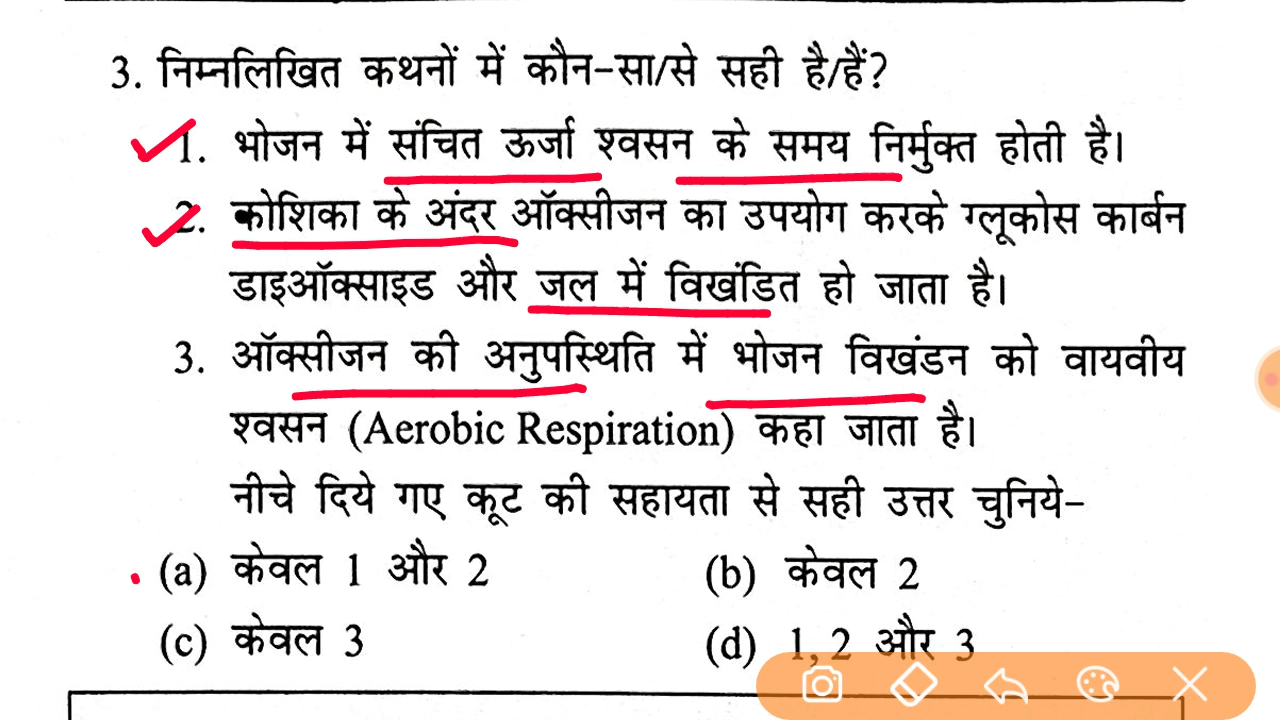 3. निम्नलिखित कथनों में कौन-सा/से सही है/हैं?
1. भोजन में संचित ऊर्जा श्वसन के समय निर्मुक्त होती है।
2. कोशिका के अंदर ऑक्सीजन का उपयोग करके ग्लूकोस कार्बन
डाइऑक्साइड और जल में विखंडित हो जाता है।
3. ऑक्सीजन की अनुपस्थिति में भोजन विखंडन को वायवीय
श्वसन (Aerobic Respiration) कहा जाता है।
नीचे दिये गए कूट की सहायता से सही उत्तर चुनिये-
(a) केवल 1 और 2 (b) केवल 2
(c) केवल 3 (d) 1, 2 और 3